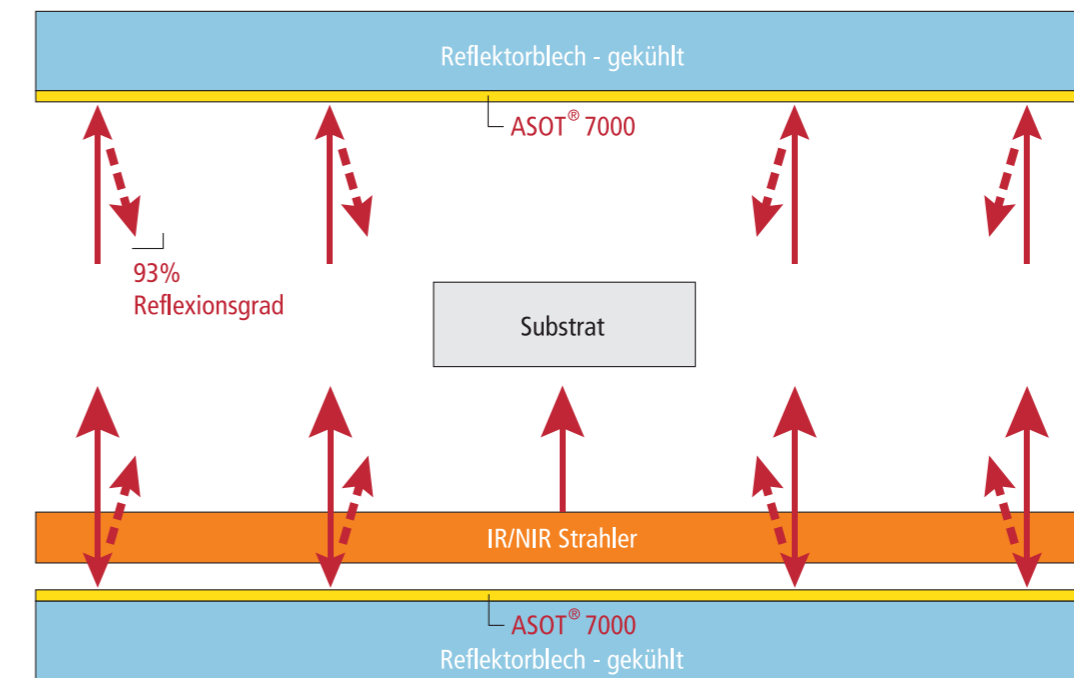 Reflektorblech - gekühlt
ASOT® 7000
93%
Reflexionsgrad
Substrat
IR/NIR Strahler
ASOT® 7000
Reflektorblech - gekühlt